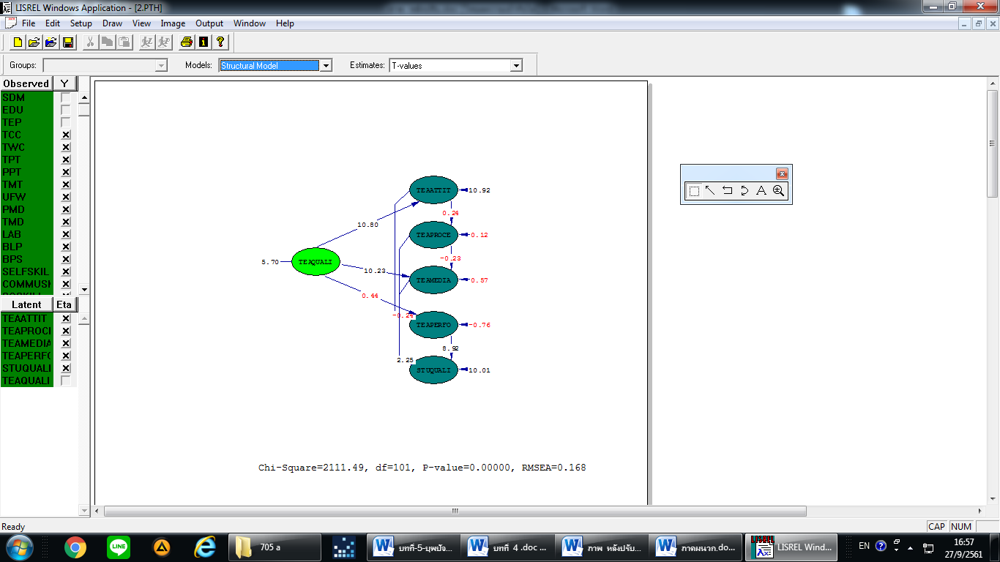 LISREL Windows Application - [2.PTH]
File Edit Setup Draw View Image Output Window Help
Groups: Models: Structural Model Estimates: T-values
Observed Y
SDM
EDU
TEP
TCC
TWC
TPT
PPT
TMT
UFW
PMD
TMD
LAB
BLP
BPS
SELFSKIL
COMMUSK
Latent Eta
TEAATTIT
TEAPROCE
TEAMEDIA
TEAPERFO
STUQUALI
TEAQUALI
TEAATTIT 10.92
0.24
10.80
TEAPROCE 0.12
-0.23
5.70 TEAQUALI
10.23
TEAMEDIA 0.57
0.44
-0.24
TEAPERFO -0.76
8.92
2.25
STUQUALI 10.01
Chi-Square=2111.49, df=101, P-value=0.00000, RMSEA=0.168
Ready CAP NUM
705 a
บทที่-5-บุพปัจ...
บทที่ 4 .doc ...
ภาพ หลังปรับ...
ภาคผนวก.do...
LISREL Wind...
EN
16:57
27/9/2561